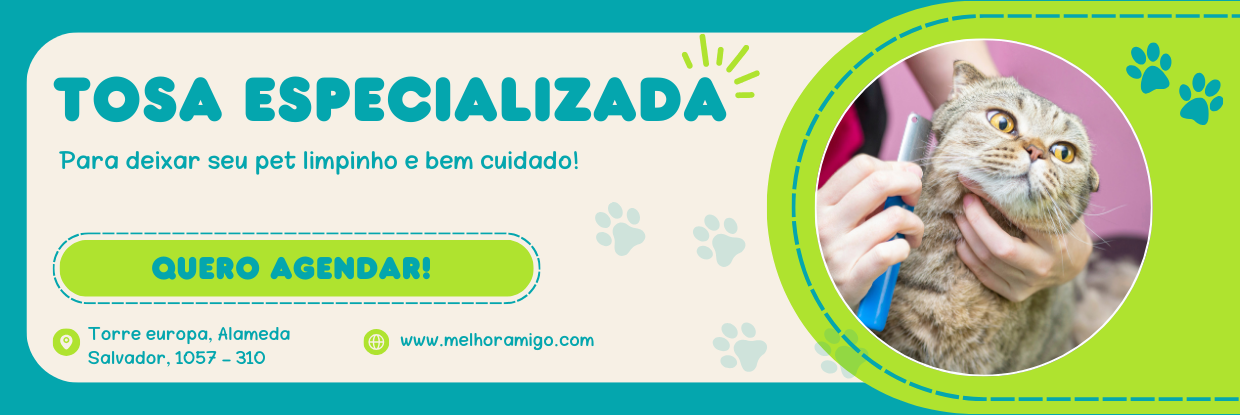 TOSA ESPECIALIZADA
Para deixar seu pet limpinho e bem cuidado!
QUERO AGENDAR!
Torre europa, Alameda
Salvador, 1057 - 310
www.melhoramigo.com